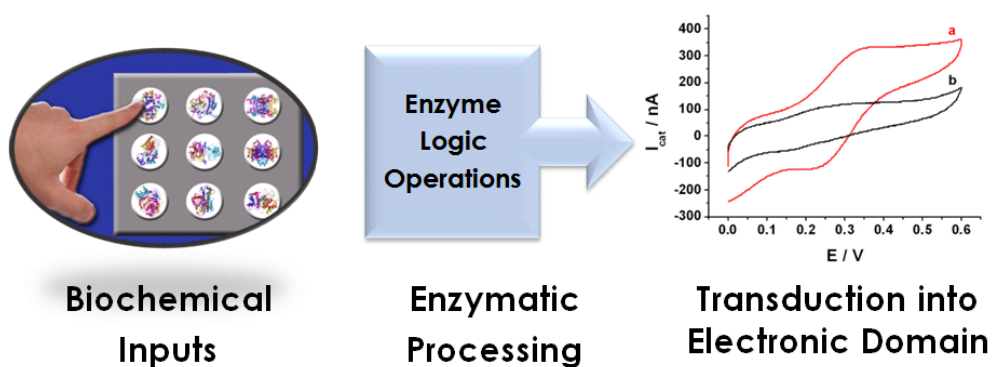 Enzyme
Logic
Operations
400
300
200
100
0
-100
-200
-300
I cat / nA
a
b
0.0 0.1 0.2 0.3 0.4 0.5 0.6
E / V
Biochemical
Inputs
Enzymatic
Processing
Transduction into
Electronic Domain